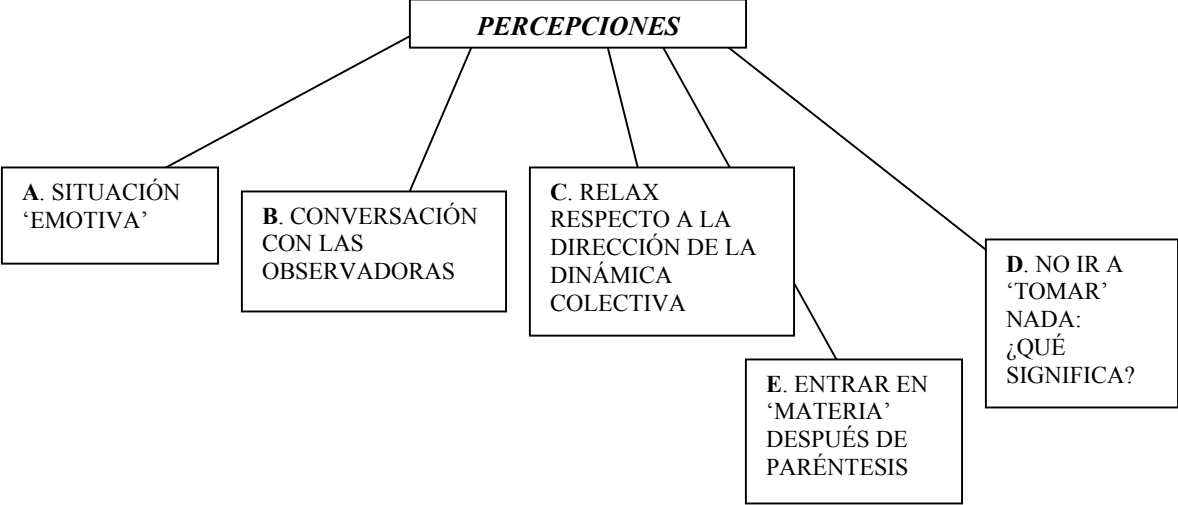 PERCEPCIONES
A. SITUACIÓN
‘EMOTIVA’
B. CONVERSACIÓN
CON LAS
OBSERVADORAS
C. RELAX
RESPECTO A LA
DIRECCIÓN DE LA
DINÁMICA
COLECTIVA
D. NO IR A
‘TOMAR’
NADA:
¿QUÉ
SIGNIFICA?
E. ENTRAR EN
‘MATERIA’
DESPUÉS DE
PARÉNTESIS